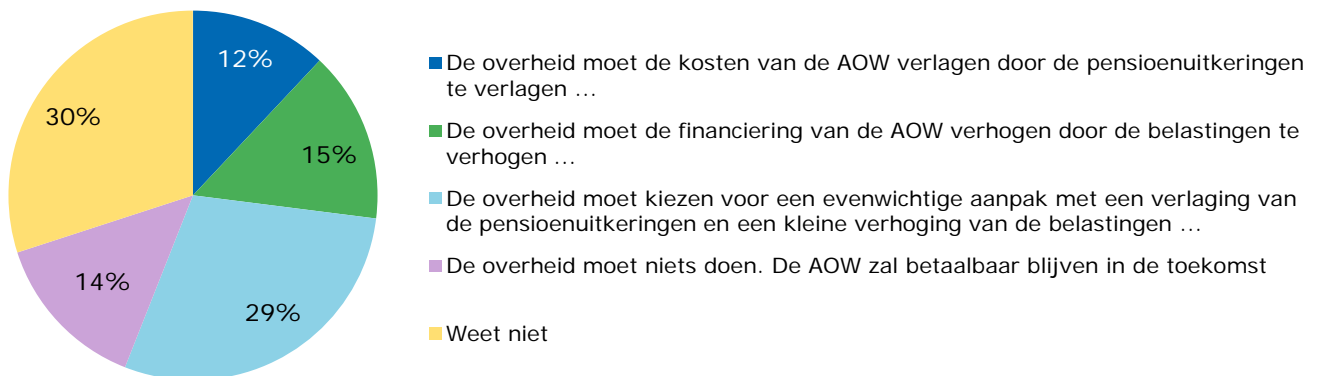 12%
15%
29%
14%
30%
De overheid moet de kosten van de AOW verlagen door de pensioenuitkeringen
te verlagen …
De overheid moet de financiering van de AOW verhogen door de belastingen te
verhogen …
De overheid moet kiezen voor een evenwichtige aanpak met een verlaging van
de pensioenuitkeringen en een kleine verhoging van de belastingen …
De overheid moet niets doen. De AOW zal betaalbaar blijven in de toekomst
Weet niet